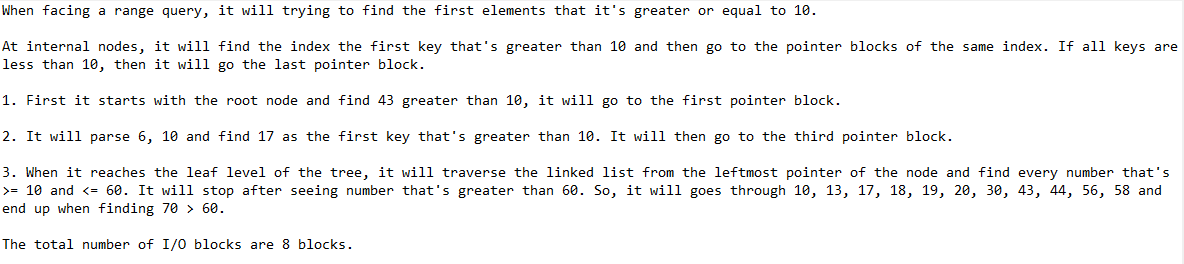 When facing a range query, it will trying to find the first elements that it's greater or equal to 10.
At internal nodes, it will find the index the first key that's greater than 10 and then go to the pointer blocks of the same index. If all keys are
less than 10, then it will go the last pointer block.
1. First it starts with the root node and find 43 greater than 10, it will go to the first pointer block.
2. It will parse 6, 10 and find 17 as the first key that's greater than 10. It will then go to the third pointer block.
3. When it reaches the leaf level of the tree, it will traverse the linked list from the leftmost pointer of the node and find every number that's
>= 10 and <= 60. It will stop after seeing number that's greater than 60. So, it will goes through 10, 13, 17, 18, 19, 20, 30, 43, 44, 56, 58 and
end up when finding 70 > 60.
The total number of I/O blocks are 8 blocks.